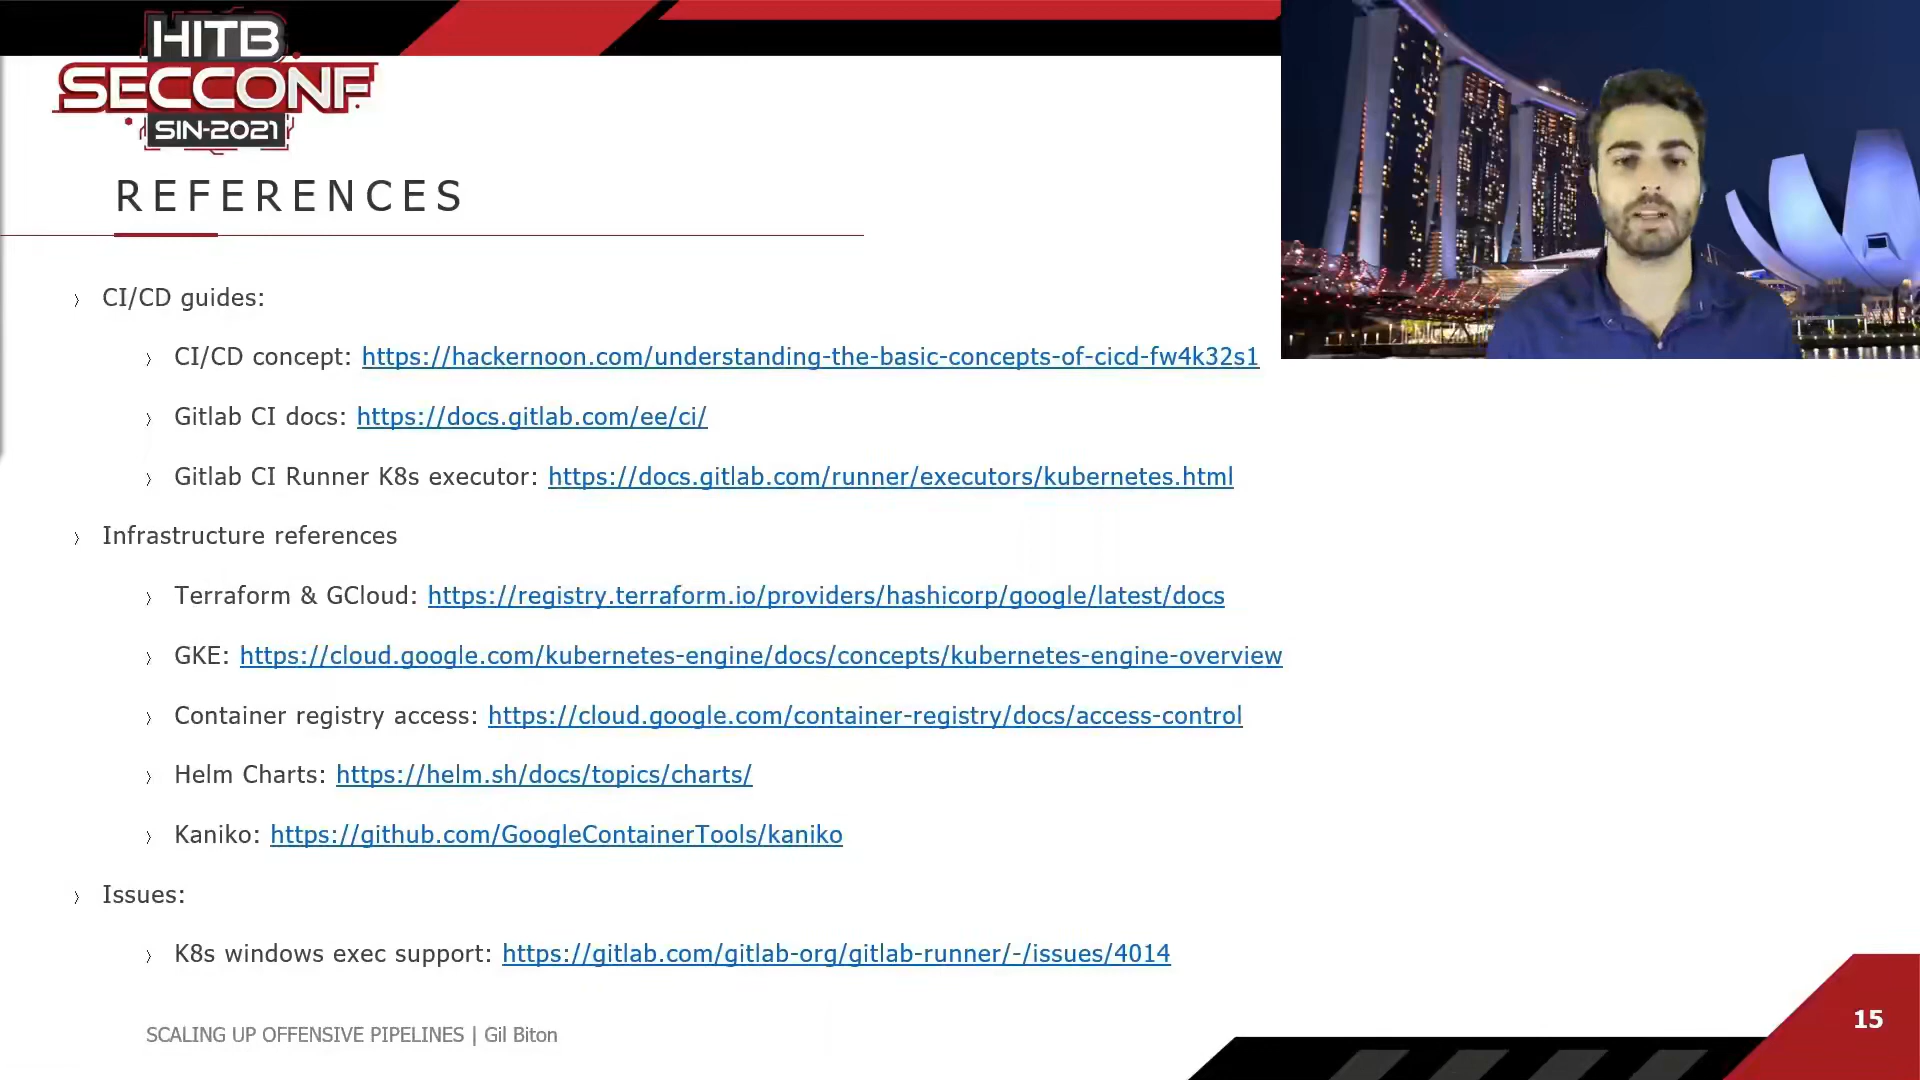 HITB
SECCONF
SIN-2021
REFERENCES
CI/CD guides:
CI/CD concept: https://hackernoon.com/understanding-the-basic-concepts-of-cicd-fw4k32s1
Gitlab CI docs: https://docs.gitlab.com/ee/ci/
Gitlab CI Runner K8s executor: https://docs.gitlab.com/runner/executors/kubernetes.html
Infrastructure references
Terraform & GCloud: https://registry.terraform.io/providers/hashicorp/google/latest/docs
GKE: https://cloud.google.com/kubernetes-engine/docs/concepts/kubernetes-engine-overview
Container registry access: https://cloud.google.com/container-registry/docs/access-control
Helm Charts: https://helm.sh/docs/topics/charts/
Kaniko: https://github.com/GoogleContainerTools/kaniko
Issues:
K8s windows exec support: https://gitlab.com/gitlab-org/gitlab-runner/-/issues/4014
SCALING UP OFFENSIVE PIPELINES | Gil Biton
15